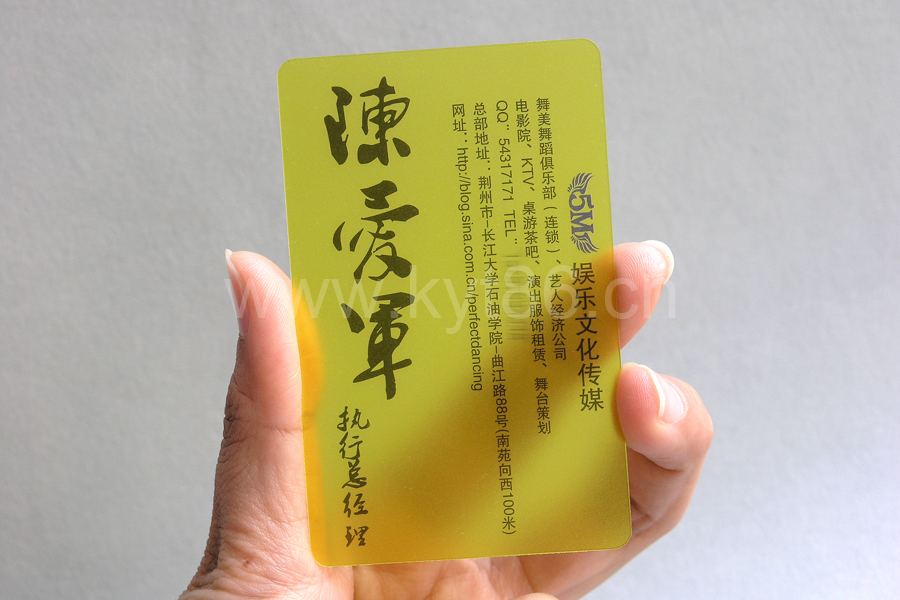 5M 娱乐文化传媒
舞美舞蹈俱乐部(连锁)、艺人经济公司
电影院、KTV、桌游茶吧、演出服饰租赁、舞台策划
QQ:54317171 TEL:
总部地址:荆州市-长江大学石油学院-曲江路88号(南苑向西100米)
网址:http://blog.sina.com.cn/perfectdancing
陳愛軍
执行总经理